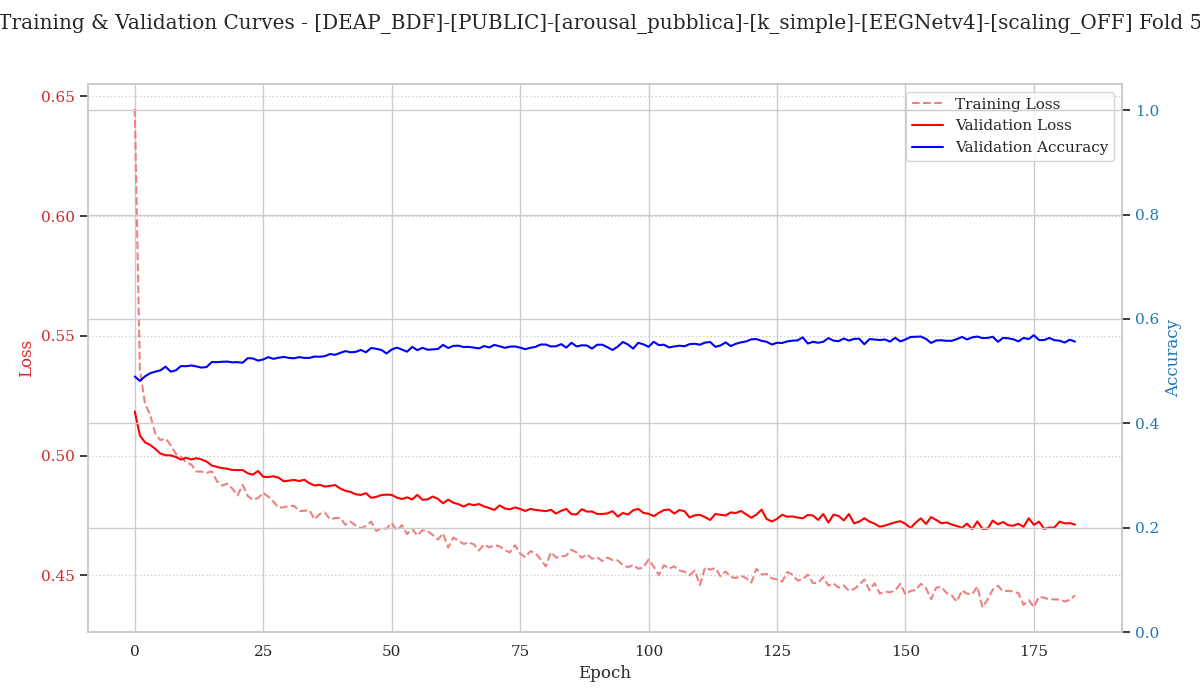 Training & Validation Curves - [DEAP_BDF]-[PUBLIC]-[arousal_pubblica]-[k_simple]-[EEGNetv4]-[scaling_OFF] Fold 5
Training Loss
Validation Loss
Validation Accuracy
0.65
0.60
0.55
0.50
0.45
Loss
1.0
0.8
0.6
0.4
0.2
0.0
Accuracy
0 25 50 75 100 125 150 175
Epoch